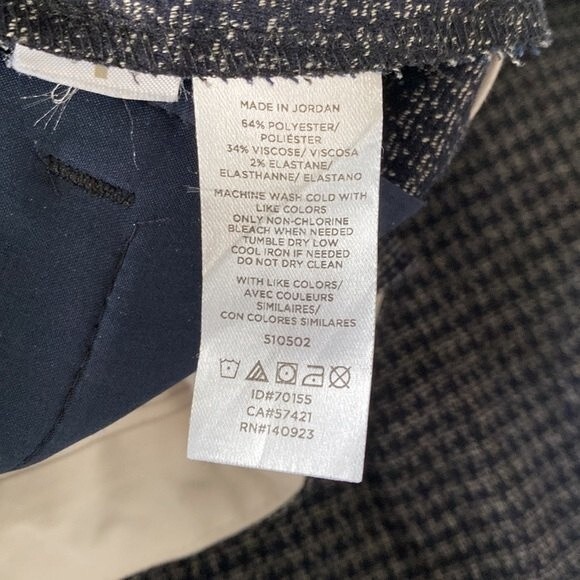 MADE IN JORDAN
64% POLYESTER/
POLIÉSTER
34% VISCOSE/ VISCOSA
2% ELASTANE/
ELASTHANNE/ ELASTANO
MACHINE WASH COLD WITH
LIKE COLORS
ONLY NON-CHLORINE
BLEACH WHEN NEEDED
TUMBLE DRY LOW
COOL IRON IF NEEDED
DO NOT DRY CLEAN
WITH LIKE COLORS/
AVEC COULEURS
SIMILAIRES/
CON COLORES SIMILARES
510502
ID#70155
CA#57421
RN#140923